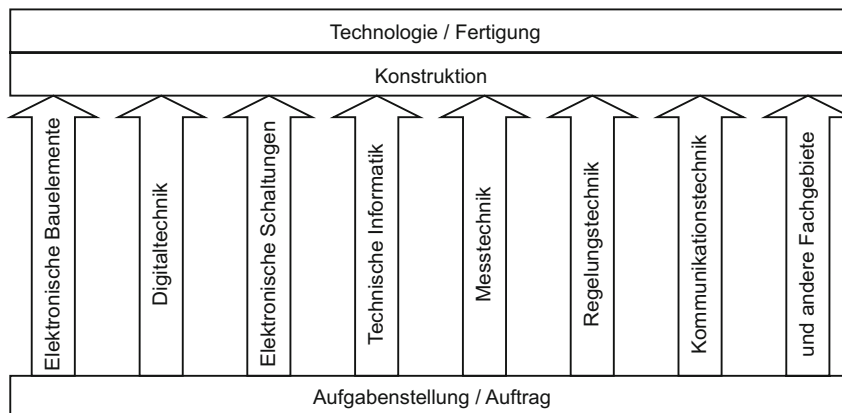 Technologie / Fertigung
Konstruktion
Elektronische Bauelemente
Digitaltechnik
Elektronische Schaltungen
Technische Informatik
Messtechnik
Regelungstechnik
Kommunikationstechnik
und andere Fachgebiete
Aufgabenstellung / Auftrag